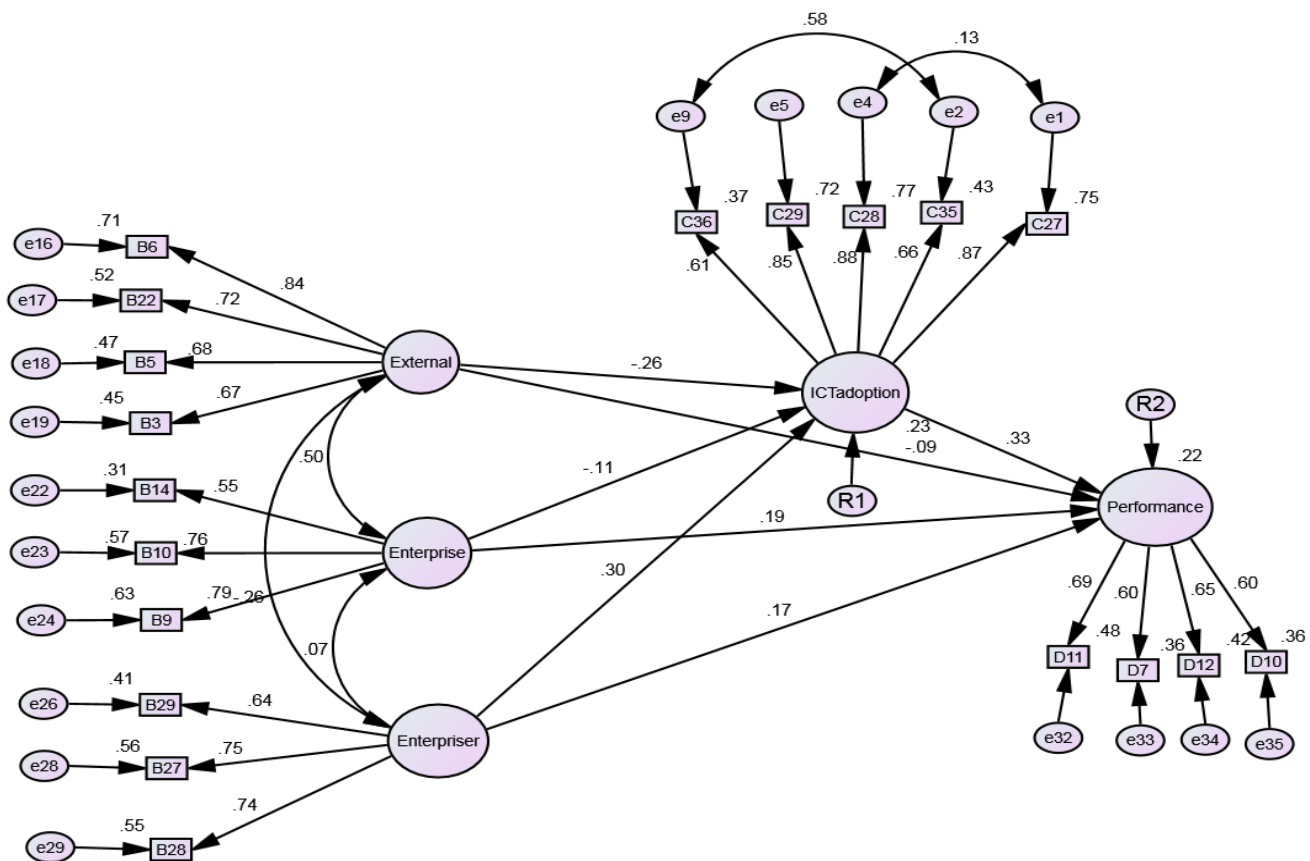 .58
.13
e9
e5
e4
e2
e1
.37
.72
.77
.43
.75
C36
C29
C28
C35
C27
.61
.85
.88
.66
.87
.71
e16
B6
.84
.52
e17
B22
.72
.47
e18
B5
.68
External
.45
e19
B3
.67
-.26
ICTadoption
.23
-.09
.33
R2
.22
R1
.50
.31
e22
B14
.55
-.11
Performance
.57
e23
B10
.76
Enterprise
.19
.63
e24
B9
.79
-.26
.30
.17
.07
.69
.60
.65
.60
.48
.36
.42
.36
D11
D7
D12
D10
e32
e33
e34
e35
.41
e26
B29
.64
Enterpriser
.56
e28
B27
.75
.74
.55
e29
B28